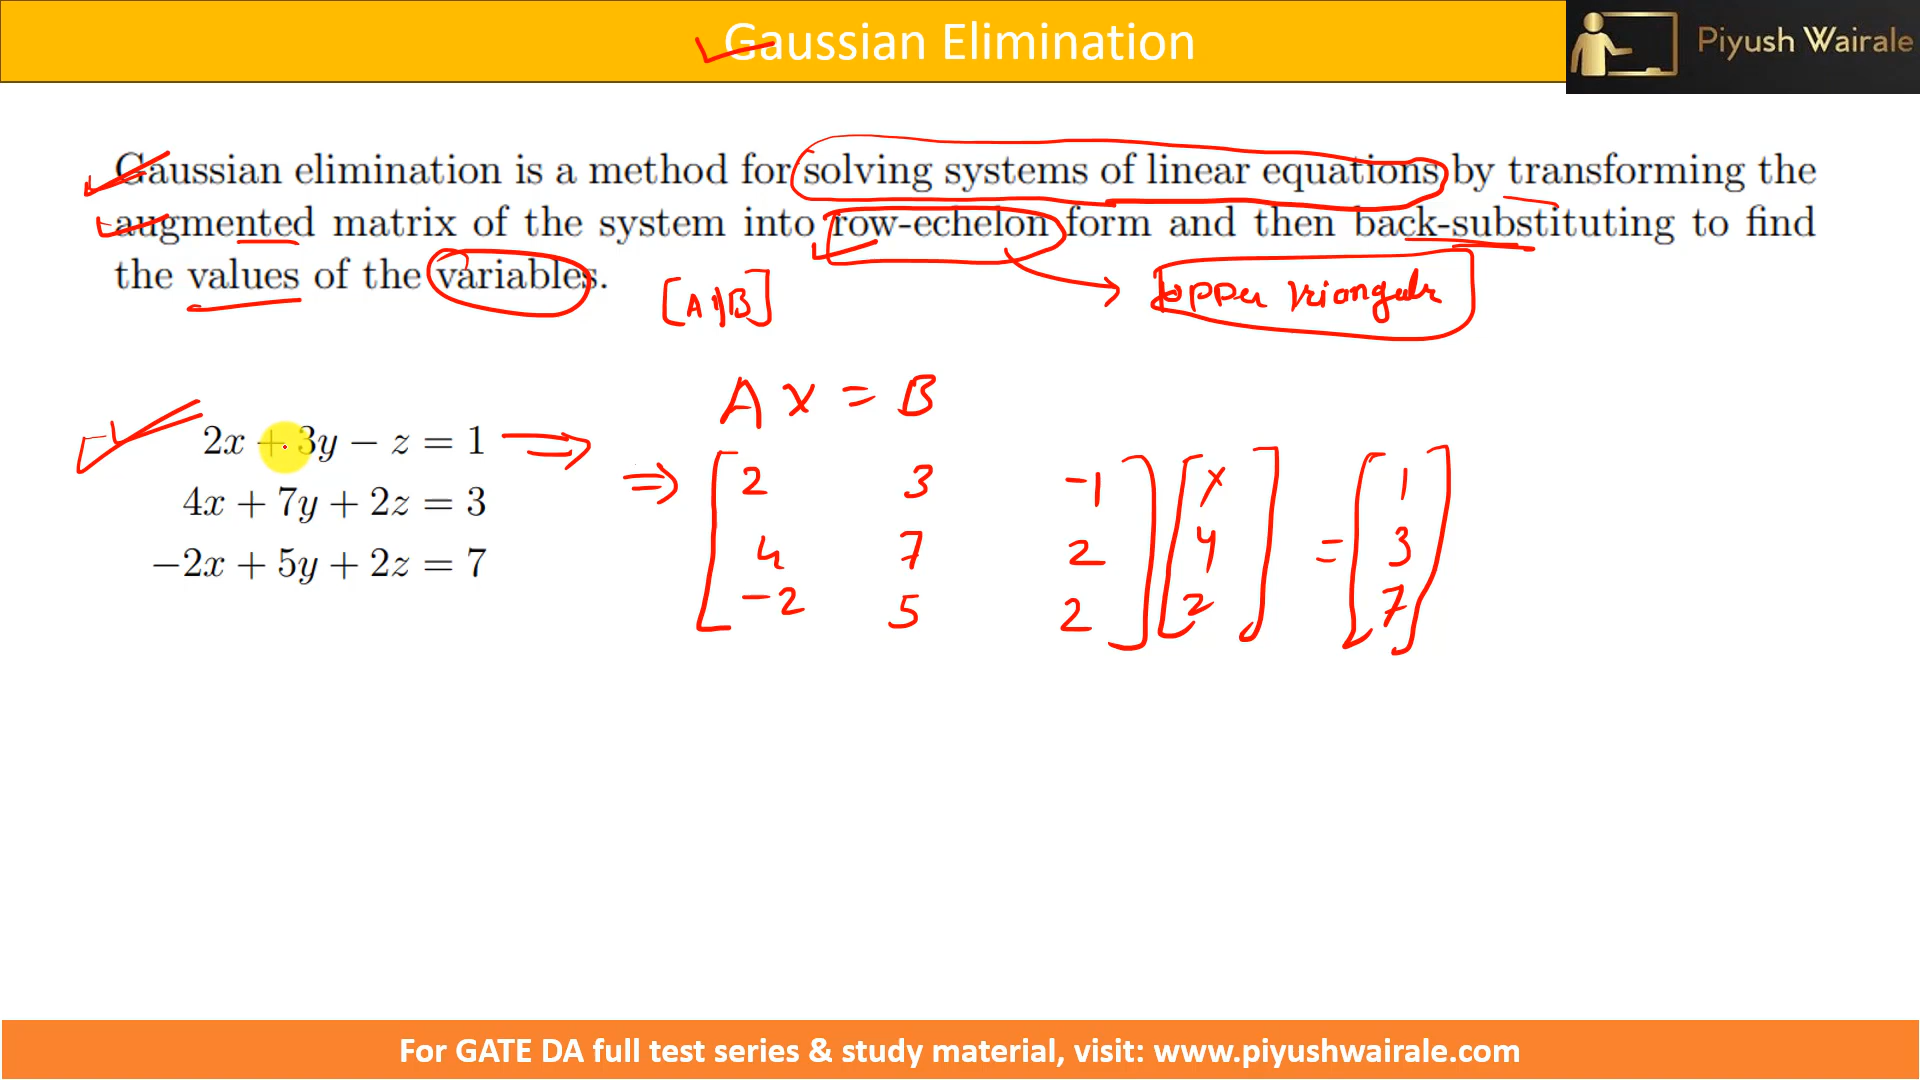 Gaussian Elimination
Piyush Wairale
Gaussian elimination is a method for solving systems of linear equations by transforming the
augmented matrix of the system into row-echelon form and then back-substituting to find
the values of the variables.
[A|B]
Upper triangular
A X = B
2x + 3y − z = 1
4x + 7y + 2z = 3
−2x + 5y + 2z = 7
⇒ [ 2 3 -1 ] [ x ] = [ 1 ]
[ 4 7 2 ] [ y ] [ 3 ]
[ -2 5 2 ] [ z ] [ 7 ]
For GATE DA full test series & study material, visit: www.piyushwairale.com